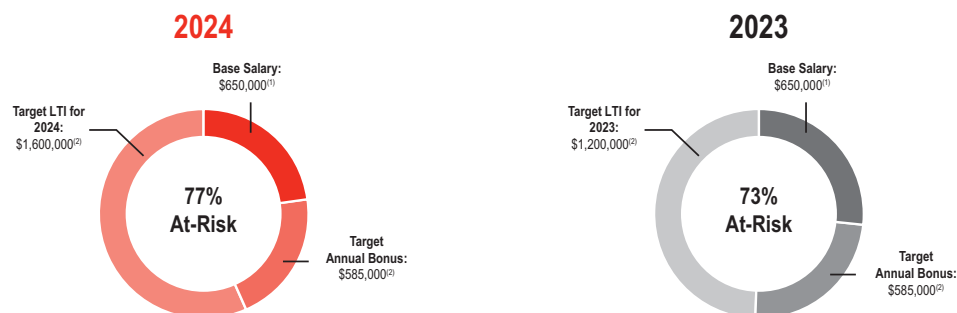 2024
Base Salary:
$650,000(1)
Target LTI for
2024:
$1,600,000(2)
77%
At-Risk
Target
Annual Bonus:
$585,000(2)
2023
Base Salary:
$650,000(1)
Target LTI for
2023:
$1,200,000(2)
73%
At-Risk
Target
Annual Bonus:
$585,000(2)